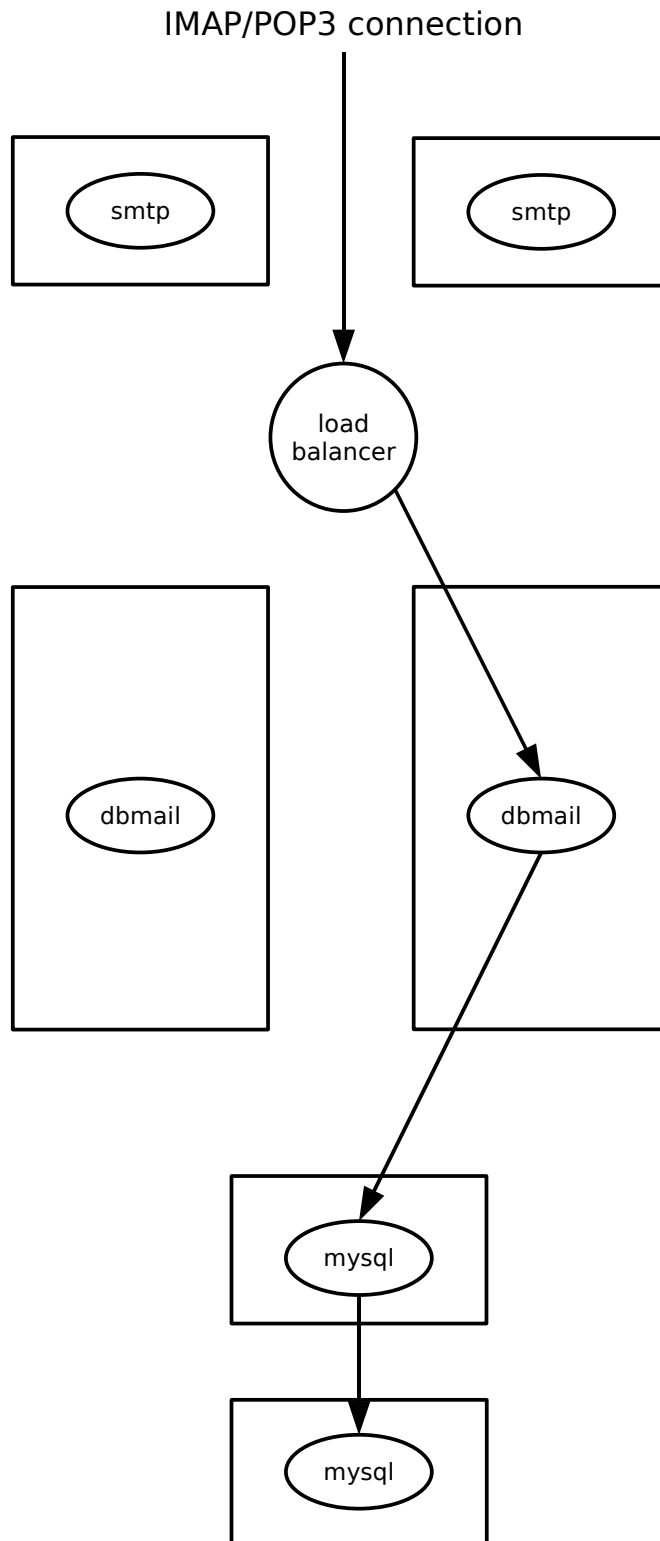 IMAP/POP3 connection
smtp
smtp
load
balancer
dbmail
dbmail
mysql
mysql